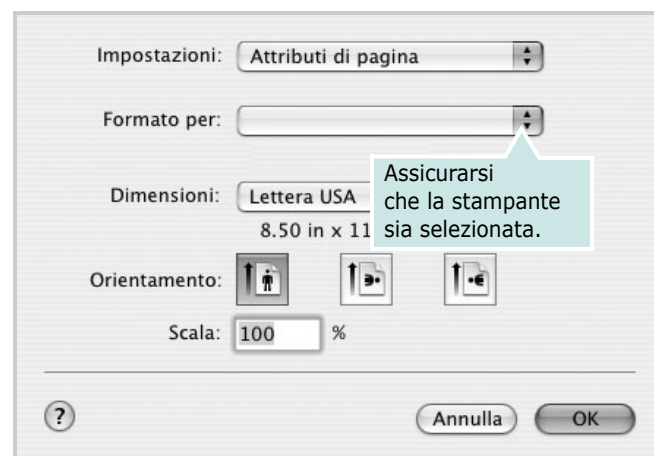 Impostazioni: Attributi di pagina
Formato per:
Assicurarsi
che la stampante
sia selezionata.
Dimensioni: Lettera USA
8.50 in x 11
Orientamento:
Scala: 100 %
? Annulla OK